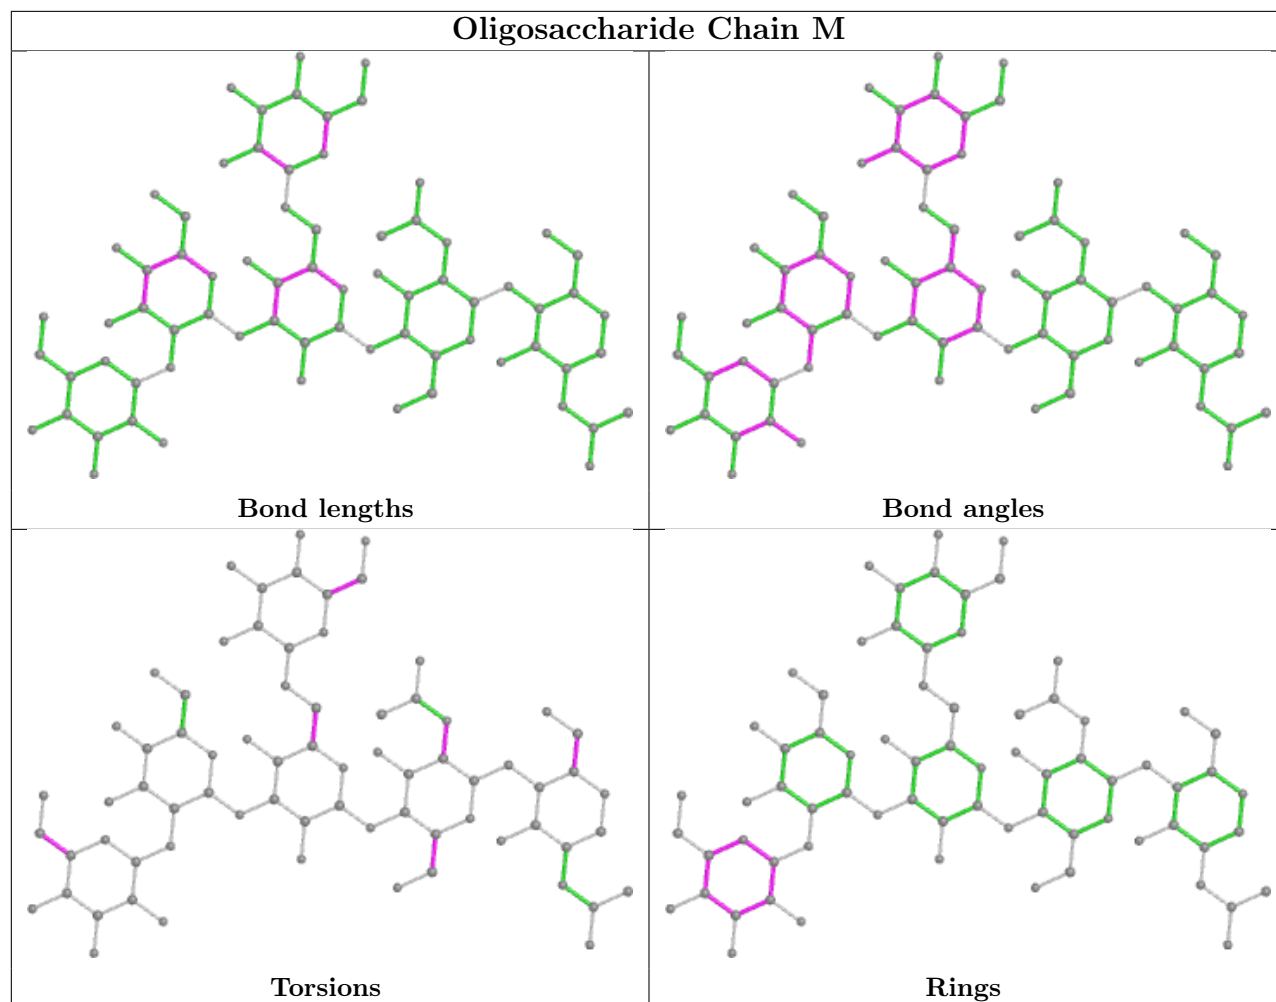 Oligosaccharide Chain M
Bond lengths
Bond angles
Torsions
Rings